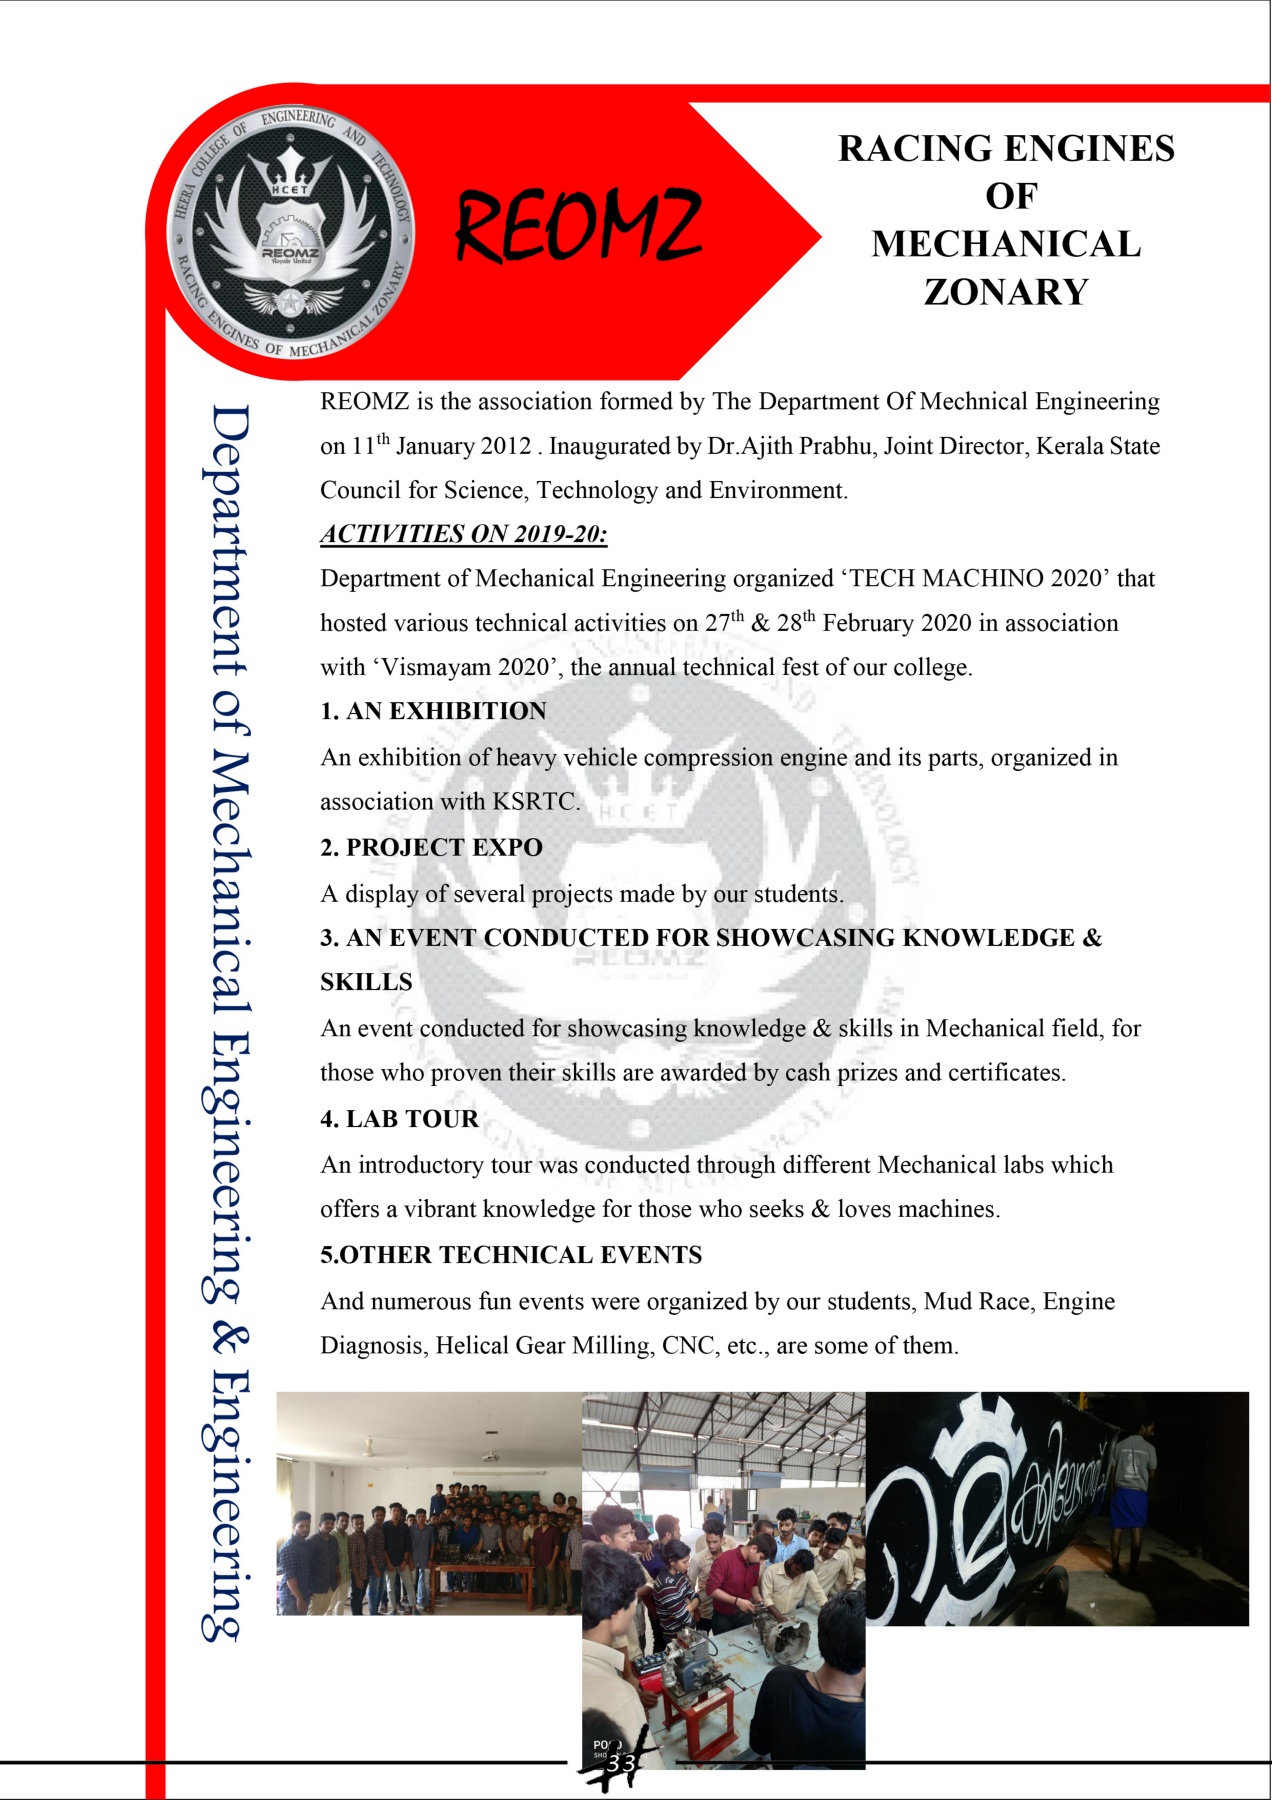 HEERA COLLEGE OF ENGINEERING AND TECHNOLOGY
HCET
REOMZ
Royals United
RACING ENGINES OF MECHANICAL ZONARY
REOMZ
RACING ENGINES
OF
MECHANICAL
ZONARY
Department of Mechanical Engineering & Engineering
REOMZ is the association formed by The Department Of Mechnical Engineering
on 11th January 2012 . Inaugurated by Dr.Ajith Prabhu, Joint Director, Kerala State
Council for Science, Technology and Environment.
ACTIVITIES ON 2019-20:
Department of Mechanical Engineering organized ‘TECH MACHINO 2020’ that
hosted various technical activities on 27th & 28th February 2020 in association
with ‘Vismayam 2020’, the annual technical fest of our college.
1. AN EXHIBITION
An exhibition of heavy vehicle compression engine and its parts, organized in
association with KSRTC.
2. PROJECT EXPO
A display of several projects made by our students.
3. AN EVENT CONDUCTED FOR SHOWCASING KNOWLEDGE &
SKILLS
An event conducted for showcasing knowledge & skills in Mechanical field, for
those who proven their skills are awarded by cash prizes and certificates.
4. LAB TOUR
An introductory tour was conducted through different Mechanical labs which
offers a vibrant knowledge for those who seeks & loves machines.
5.OTHER TECHNICAL EVENTS
And numerous fun events were organized by our students, Mud Race, Engine
Diagnosis, Helical Gear Milling, CNC, etc., are some of them.
33